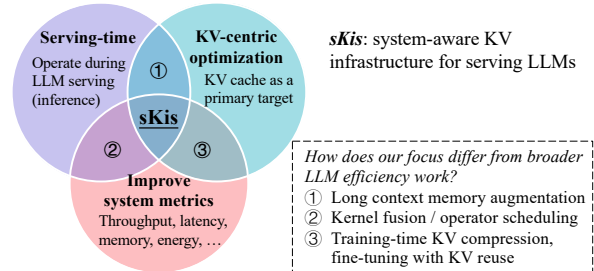 Serving-time
Operate during
LLM serving
(inference)
KV-centric
optimization
KV cache as a
primary target
①
sKis
②
③
Improve
system metrics
Throughput, latency,
memory, energy, …
sKis: system-aware KV
infrastructure for serving LLMs
How does our focus differ from broader
LLM efficiency work?
① Long context memory augmentation
② Kernel fusion / operator scheduling
③ Training-time KV compression,
fine-tuning with KV reuse